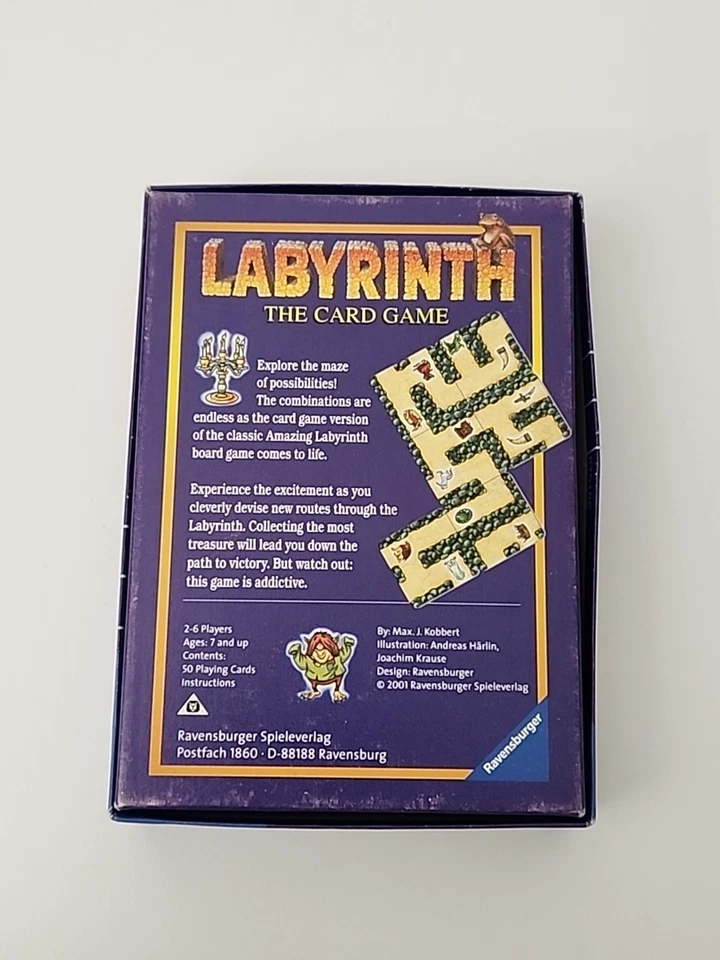 LABYRINTH
THE CARD GAME
Explore the maze
of possibilities!
The combinations are
endless as the card game version
of the classic Amazing Labyrinth
board game comes to life.
Experience the excitement as you
cleverly devise new routes through the
Labyrinth. Collecting the most
treasure will lead you down the
path to victory. But watch out:
this game is addictive.
2-6 Players
Ages: 7 and up
Contents:
50 Playing Cards
Instructions
By: Max. J. Kobbert
Illustration: Andreas Härlin,
Joachim Krause
Design: Ravensburger
© 2001 Ravensburger Spieleverlag
Ravensburger Spieleverlag
Postfach 1860 · D-88188 Ravensburg
Ravensburger